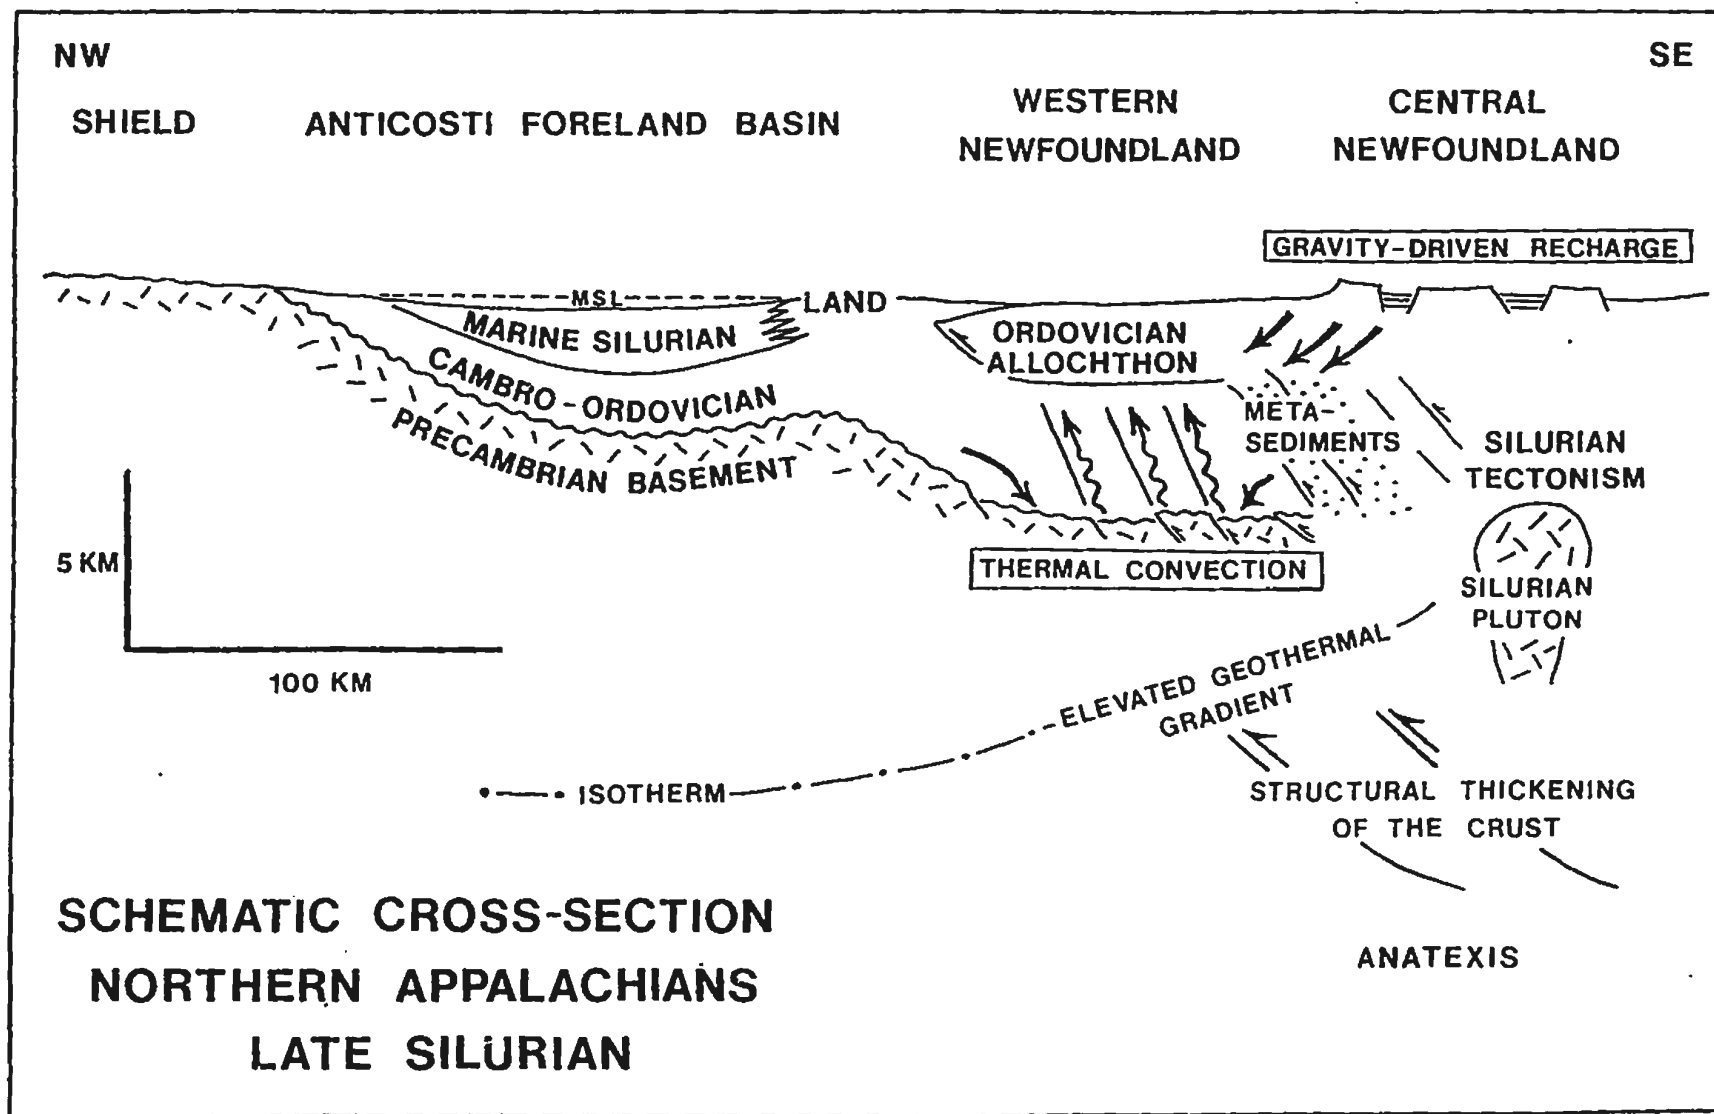 NW
SE
SHIELD
ANTICOSTI FORELAND BASIN
WESTERN
NEWFOUNDLAND
CENTRAL
NEWFOUNDLAND
GRAVITY-DRIVEN RECHARGE
MSL
LAND
MARINE SILURIAN
ORDOVICIAN
ALLOCHTHON
CAMBRO-ORDOVICIAN
PRECAMBRIAN BASEMENT
META-
SEDIMENTS
SILURIAN
TECTONISM
5 KM
100 KM
THERMAL CONVECTION
SILURIAN
PLUTON
ELEVATED GEOTHERMAL
GRADIENT
ISOTHERM
STRUCTURAL THICKENING
OF THE CRUST
ANATEXIS
SCHEMATIC CROSS-SECTION
NORTHERN APPALACHIANS
LATE SILURIAN